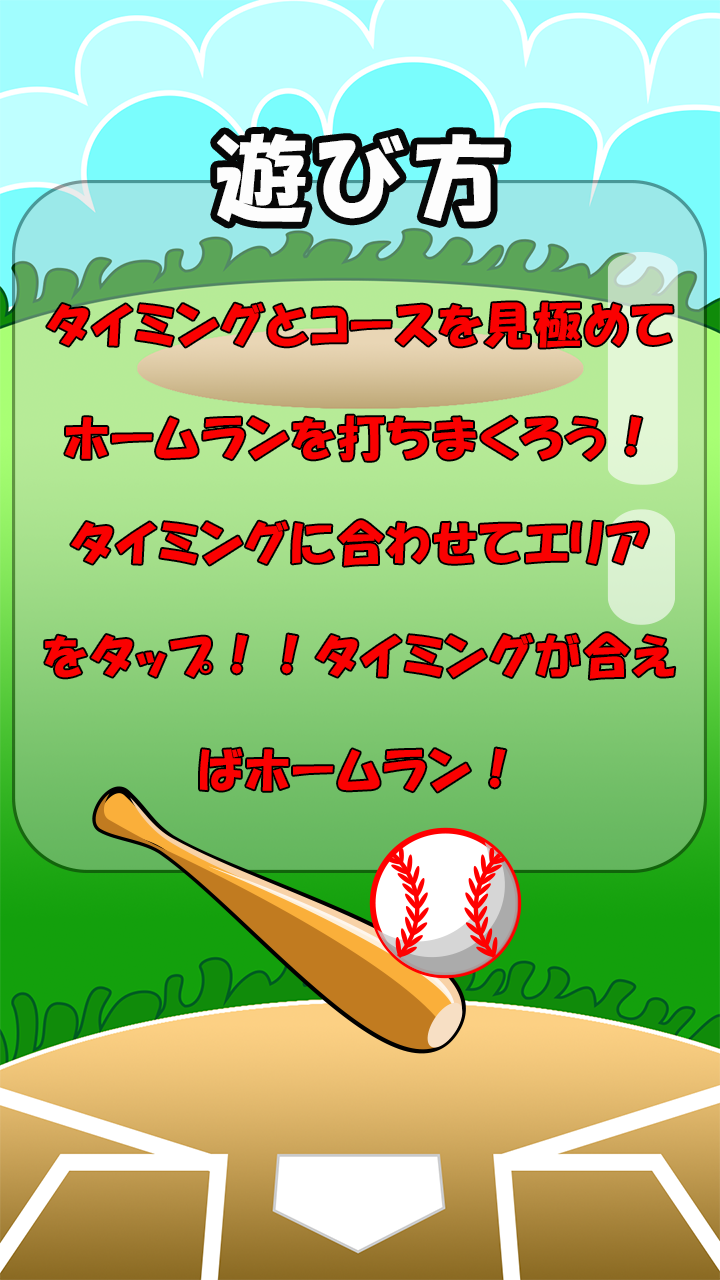 遊び方
タイミングとコースを見極めて
ホームランを打ちまくろう！
タイミングに合わせてエリア
をタップ！！タイミングが合え
ばホームラン！